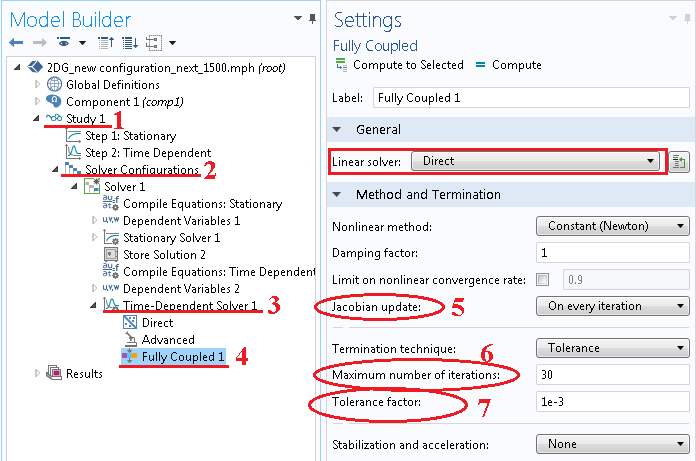 Model Builder
2DG_new configuration_next_1500.mph (root)
Global Definitions
Component 1 (comp1)
Study 1 1
Step 1: Stationary
Step 2: Time Dependent
Solver Configurations 2
Solver 1
Compile Equations: Stationary
Dependent Variables 1
Stationary Solver 1
Store Solution 2
Compile Equations: Time Dependent
Dependent Variables 2
Time-Dependent Solver 1 3
Direct
Advanced
Fully Coupled 1 4
Results
Settings
Fully Coupled
Compute to Selected = Compute
Label: Fully Coupled 1
General
Linear solver: Direct
Method and Termination
Nonlinear method: Constant (Newton)
Damping factor: 1
Limit on nonlinear convergence rate: 0.9
Jacobian update: 5 On every iteration
Termination technique: 6 Tolerance
Maximum number of iterations: 30
Tolerance factor: 7 1e-3
Stabilization and acceleration: None